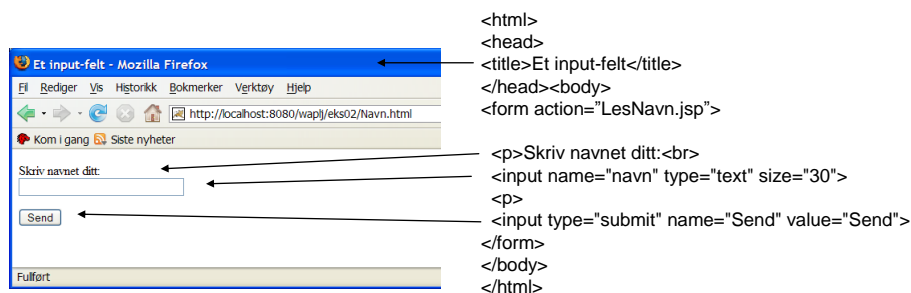 Et input-felt - Mozilla Firefox
Fil Rediger Vis Historikk Bokmerker Verktøy Hjelp
http://localhost:8080/waplj/eks02/Navn.html
Kom i gang Siste nyheter
Skriv navnet ditt:
Send
Fullført
<html>
<head>
<title>Et input-felt</title>
</head><body>
<form action=”LesNavn.jsp”>
<p>Skriv navnet ditt:<br>
<input name="navn" type="text" size="30">
<p>
<input type="submit" name="Send" value="Send">
</form>
</body>
</html>